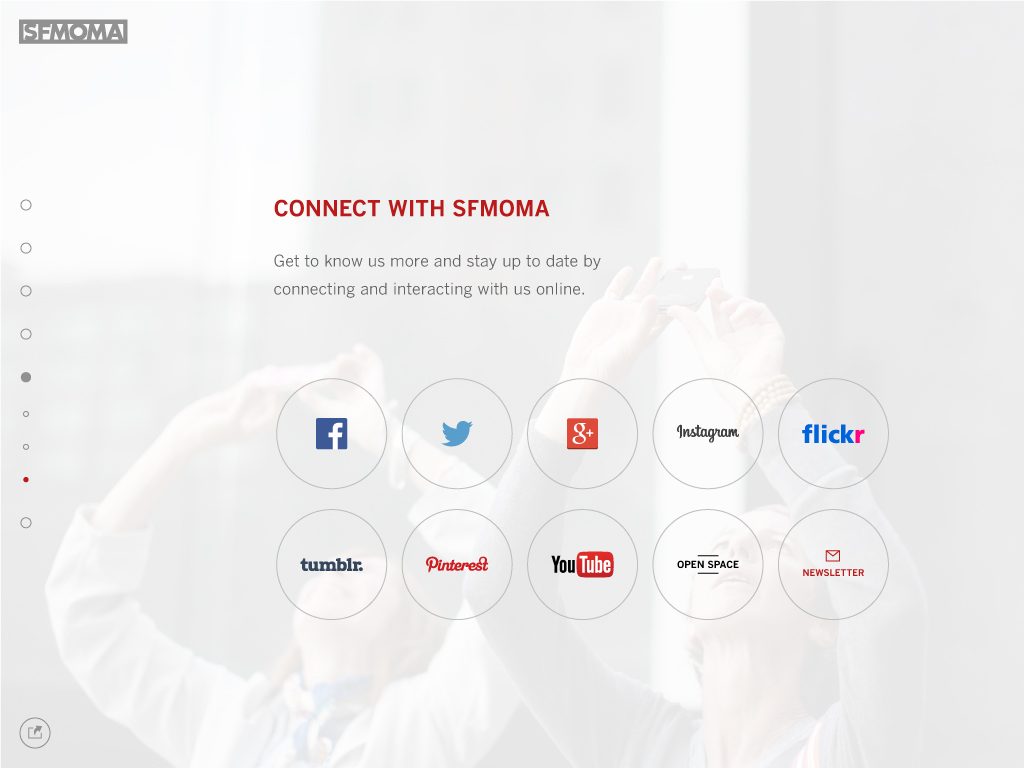 SFMOMA
CONNECT WITH SFMOMA
Get to know us more and stay up to date by
connecting and interacting with us online.
f
g+
Instagram
flickr
tumblr.
Pinterest
YouTube
OPEN SPACE
NEWSLETTER